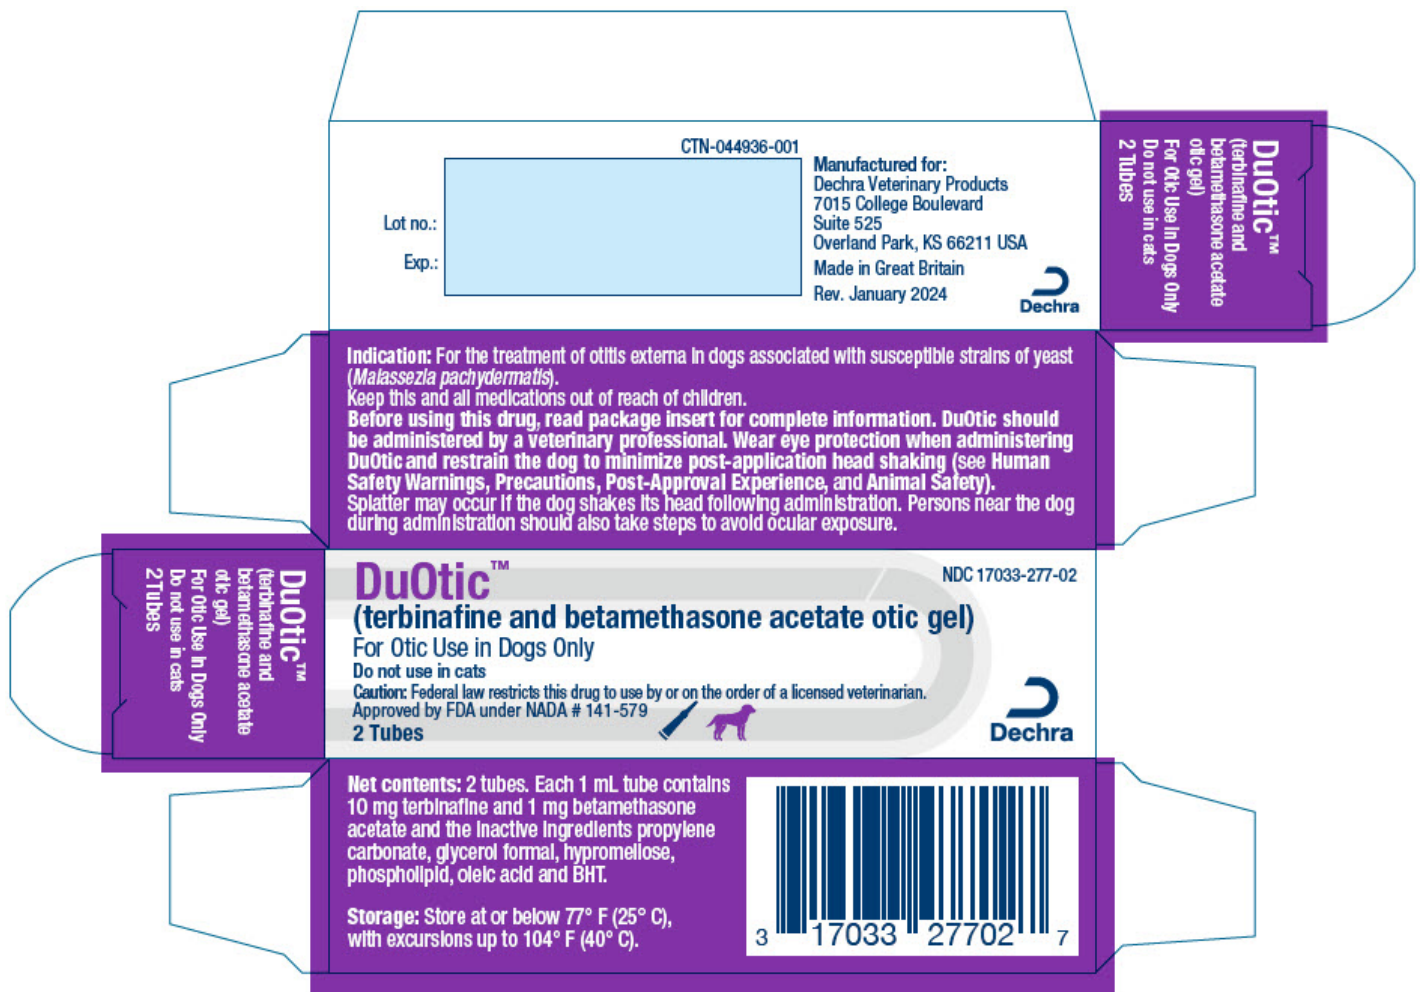 CTN-044936-001
Lot no.:
Exp.:
Manufactured for:
Dechra Veterinary Products
7015 College Boulevard
Suite 525
Overland Park, KS 66211 USA
Made in Great Britain
Rev. January 2024
Dechra
DuOtic™
(terbinafine and
betamethasone acetate
otic gel)
For Otic Use in Dogs Only
Do not use in cats
2 Tubes
Indication: For the treatment of otitis externa in dogs associated with susceptible strains of yeast
(Malassezia pachydermatis).
Keep this and all medications out of reach of children.
Before using this drug, read package insert for complete information. DuOtic should
be administered by a veterinary professional. Wear eye protection when administering
DuOtic and restrain the dog to minimize post-application head shaking (see Human
Safety Warnings, Precautions, Post-Approval Experience, and Animal Safety).
Splatter may occur if the dog shakes its head following administration. Persons near the dog
during administration should also take steps to avoid ocular exposure.
DuOtic™
(terbinafine and
betamethasone acetate
otic gel)
For Otic Use in Dogs Only
Do not use in cats
2 Tubes
DuOtic™
NDC 17033-277-02
(terbinafine and betamethasone acetate otic gel)
For Otic Use in Dogs Only
Do not use in cats
Caution: Federal law restricts this drug to use by or on the order of a licensed veterinarian.
Approved by FDA under NADA # 141-579
2 Tubes
Dechra
Net contents: 2 tubes. Each 1 mL tube contains
10 mg terbinafine and 1 mg betamethasone
acetate and the inactive ingredients propylene
carbonate, glycerol formal, hypromellose,
phospholipid, oleic acid and BHT.
Storage: Store at or below 77° F (25° C),
with excursions up to 104° F (40° C).
3 17033 27702 7